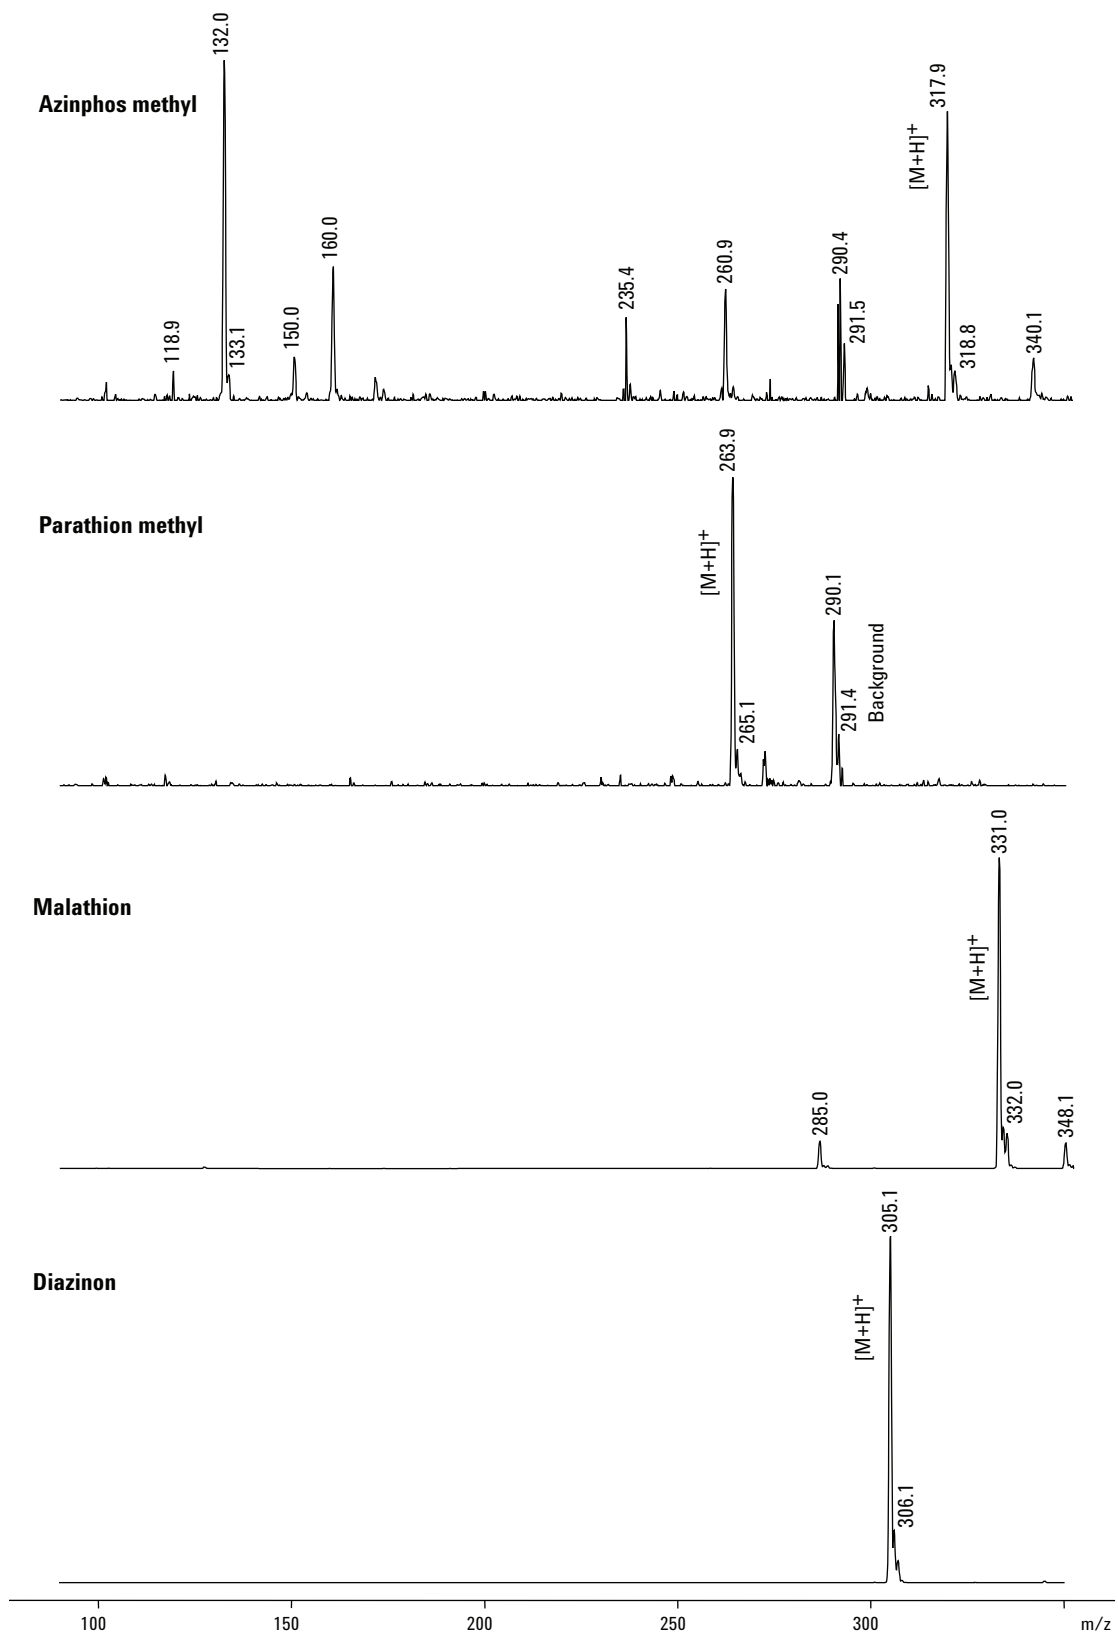 Azinphos methyl
118.9
132.0
133.1
150.0
160.0
235.4
260.9
290.4
291.5
[M+H]+
317.9
318.8
340.1
Parathion methyl
[M+H]+
263.9
265.1
290.1
291.4
Background
Malathion
285.0
[M+H]+
331.0
332.0
348.1
Diazinon
[M+H]+
305.1
306.1
100 150 200 250 300 m/z